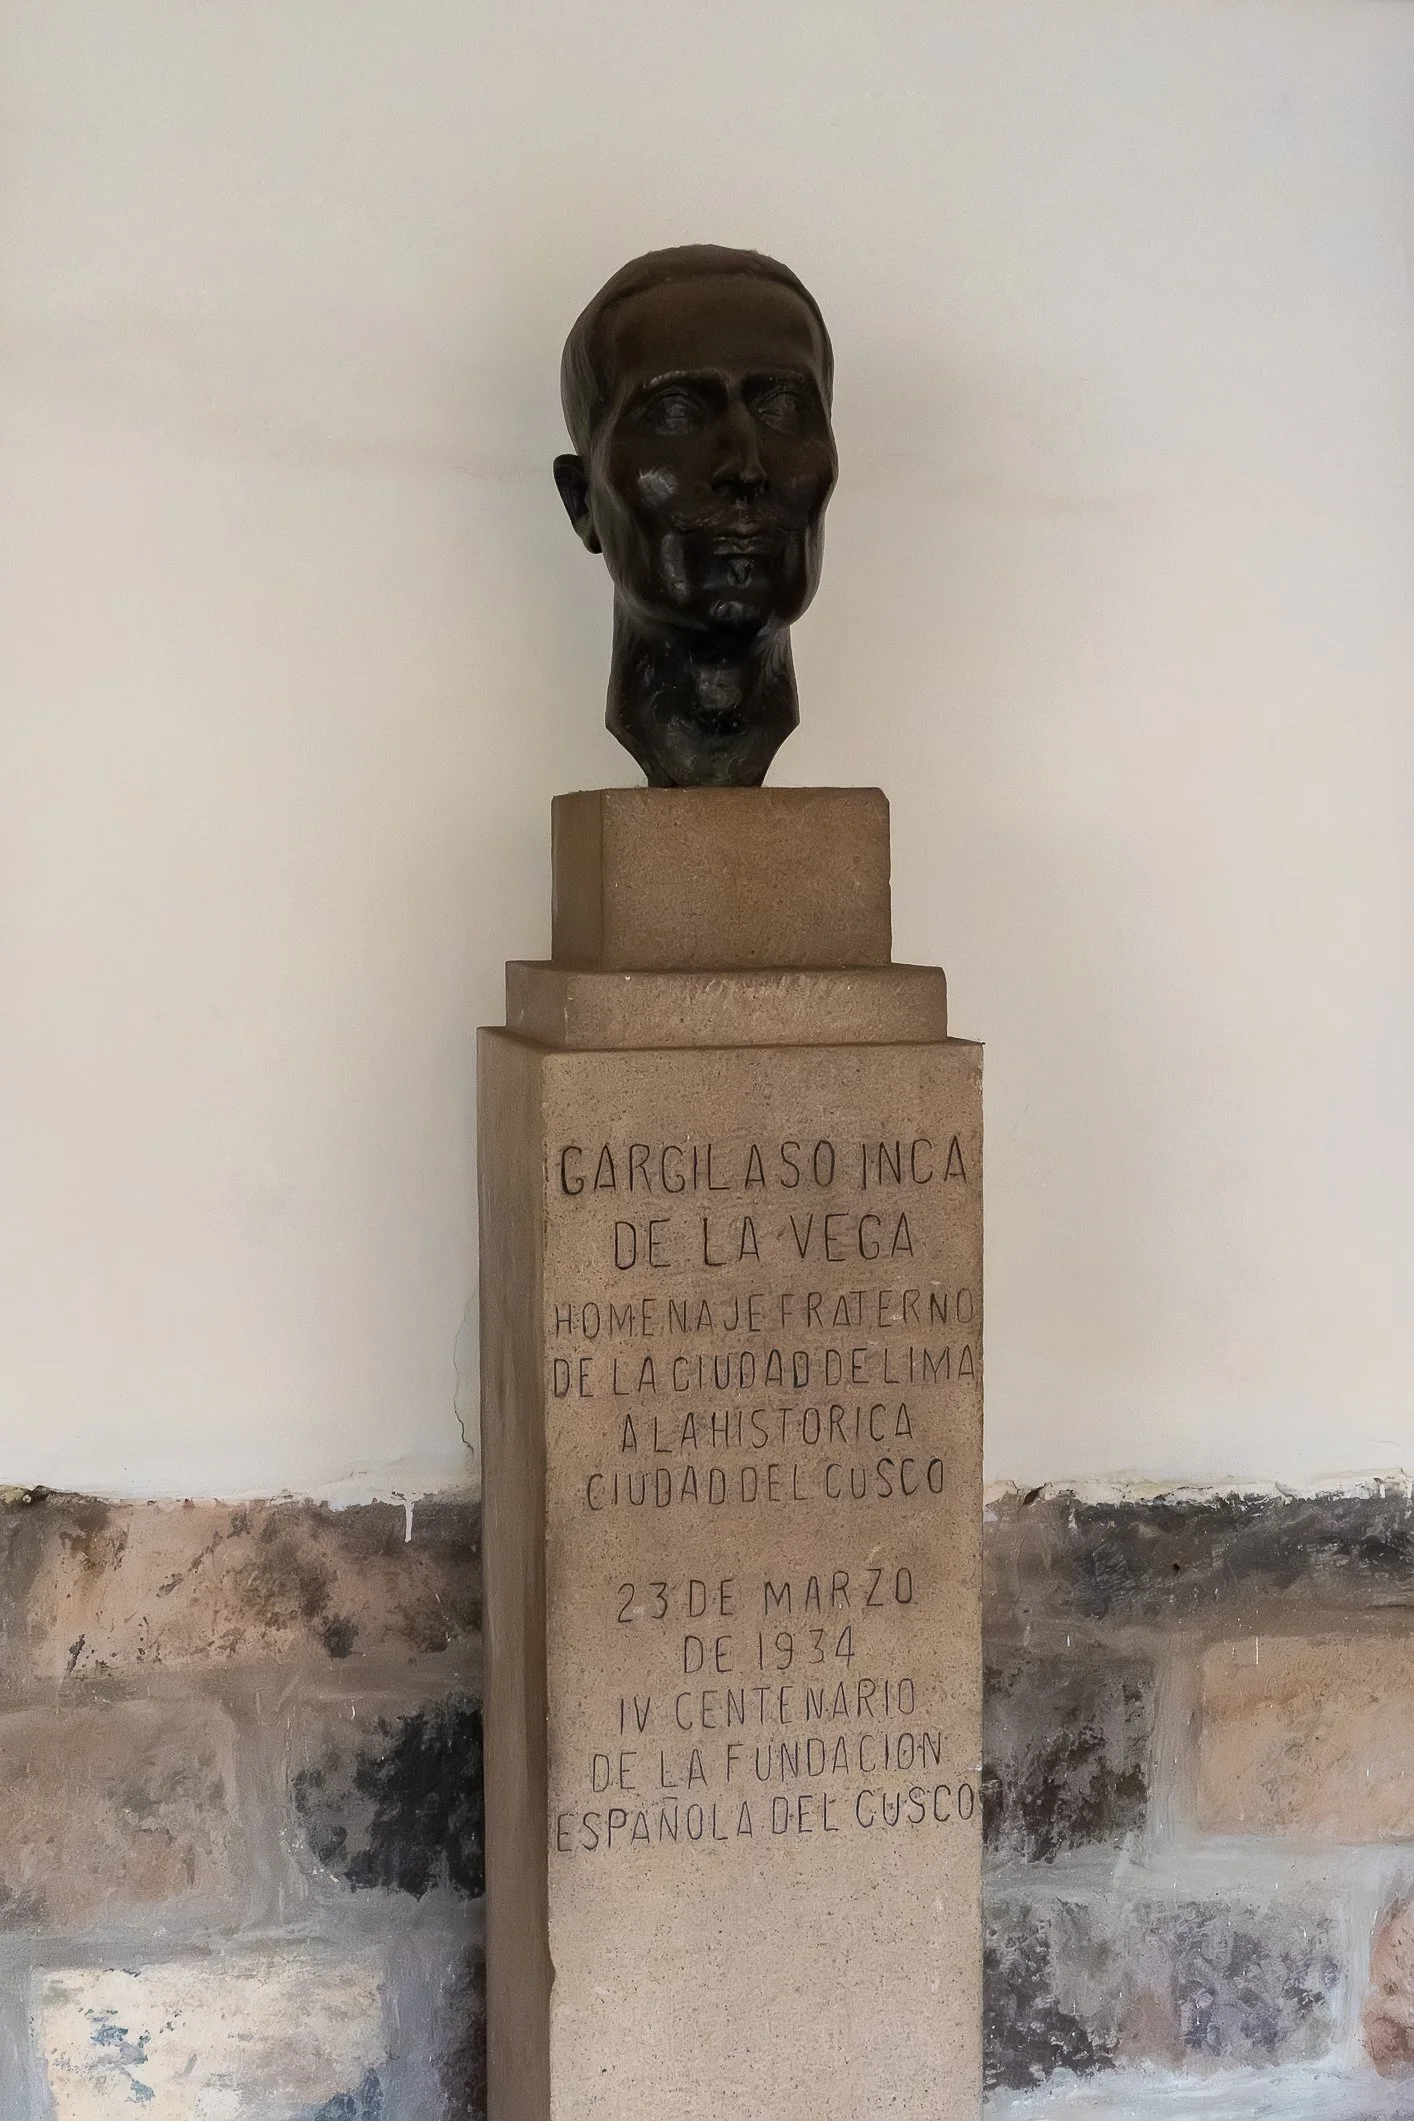 GARGILASO INCA
DE LA VEGA
HOMENAJE FRATERNO
DE LA CIUDAD DE LIMA
A LA HISTORICA
CIUDAD DEL CUSCO
23 DE MARZO
DE 1934
IV CENTENARIO
DE LA FUNDACION
ESPAÑOLA DEL CUSCO